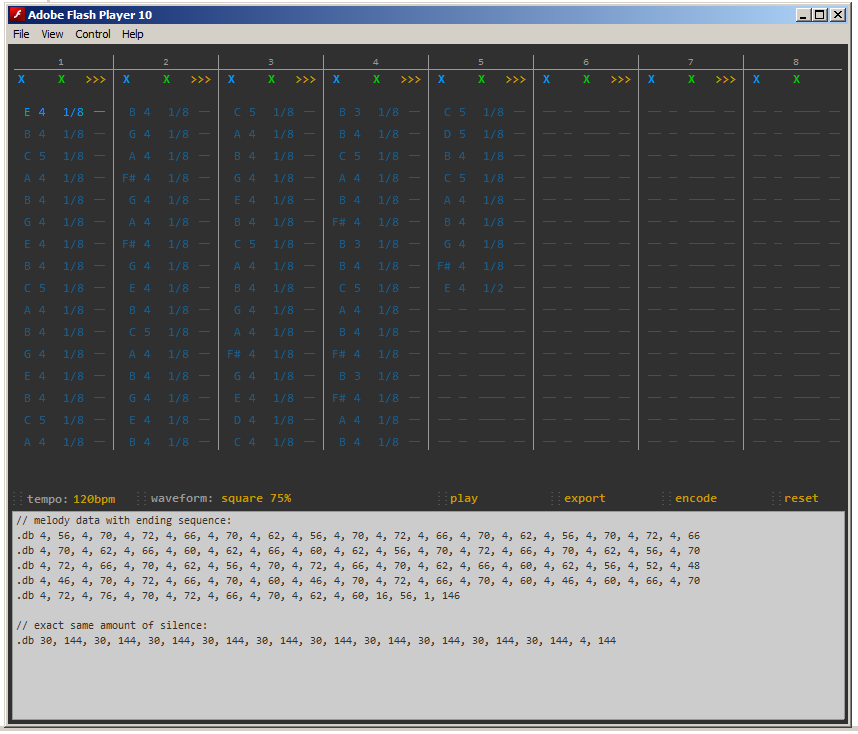 Adobe Flash Player 10
File View Control Help
1 2 3 4 5 6 7 8
X X >>> X X >>> X X >>> X X >>> X X >>> X X >>> X X >>> X X
E 4 1/8 — B 4 1/8 — C 5 1/8 — B 3 1/8 — C 5 1/8 —
B 4 1/8 — G 4 1/8 — A 4 1/8 — B 4 1/8 — D 5 1/8 —
C 5 1/8 — A 4 1/8 — B 4 1/8 — C 5 1/8 — B 4 1/8 —
A 4 1/8 — F# 4 1/8 — G 4 1/8 — A 4 1/8 — C 5 1/8 —
B 4 1/8 — G 4 1/8 — E 4 1/8 — B 4 1/8 — A 4 1/8 —
G 4 1/8 — A 4 1/8 — B 4 1/8 — F# 4 1/8 — B 4 1/8 —
E 4 1/8 — F# 4 1/8 — C 5 1/8 — B 3 1/8 — G 4 1/8 —
B 4 1/8 — G 4 1/8 — A 4 1/8 — B 4 1/8 — F# 4 1/8 —
C 5 1/8 — E 4 1/8 — B 4 1/8 — C 5 1/8 — E 4 1/2 —
A 4 1/8 — B 4 1/8 — G 4 1/8 — A 4 1/8 —
B 4 1/8 — C 5 1/8 — A 4 1/8 — B 4 1/8 —
G 4 1/8 — A 4 1/8 — F# 4 1/8 — F# 4 1/8 —
E 4 1/8 — B 4 1/8 — G 4 1/8 — B 3 1/8 —
B 4 1/8 — G 4 1/8 — E 4 1/8 — F# 4 1/8 —
C 5 1/8 — E 4 1/8 — D 4 1/8 — A 4 1/8 —
A 4 1/8 — B 4 1/8 — C 4 1/8 — B 4 1/8 —
tempo: 120bpm waveform: square 75% play export encode reset
// melody data with ending sequence:
.db 4, 56, 4, 70, 4, 72, 4, 66, 4, 70, 4, 62, 4, 56, 4, 70, 4, 72, 4, 66, 4, 70, 4, 62, 4, 56, 4, 70, 4, 72, 4, 66
.db 4, 70, 4, 62, 4, 66, 4, 60, 4, 62, 4, 66, 4, 60, 4, 62, 4, 56, 4, 70, 4, 72, 4, 66, 4, 70, 4, 62, 4, 56, 4, 70
.db 4, 72, 4, 66, 4, 70, 4, 62, 4, 56, 4, 70, 4, 72, 4, 66, 4, 70, 4, 62, 4, 66, 4, 60, 4, 62, 4, 56, 4, 52, 4, 48
.db 4, 46, 4, 70, 4, 72, 4, 66, 4, 70, 4, 60, 4, 46, 4, 70, 4, 72, 4, 66, 4, 70, 4, 60, 4, 46, 4, 60, 4, 66, 4, 70
.db 4, 72, 4, 76, 4, 70, 4, 72, 4, 66, 4, 70, 4, 62, 4, 60, 16, 56, 1, 146
// exact same amount of silence:
.db 30, 144, 30, 144, 30, 144, 30, 144, 30, 144, 30, 144, 30, 144, 30, 144, 30, 144, 30, 144, 4, 144